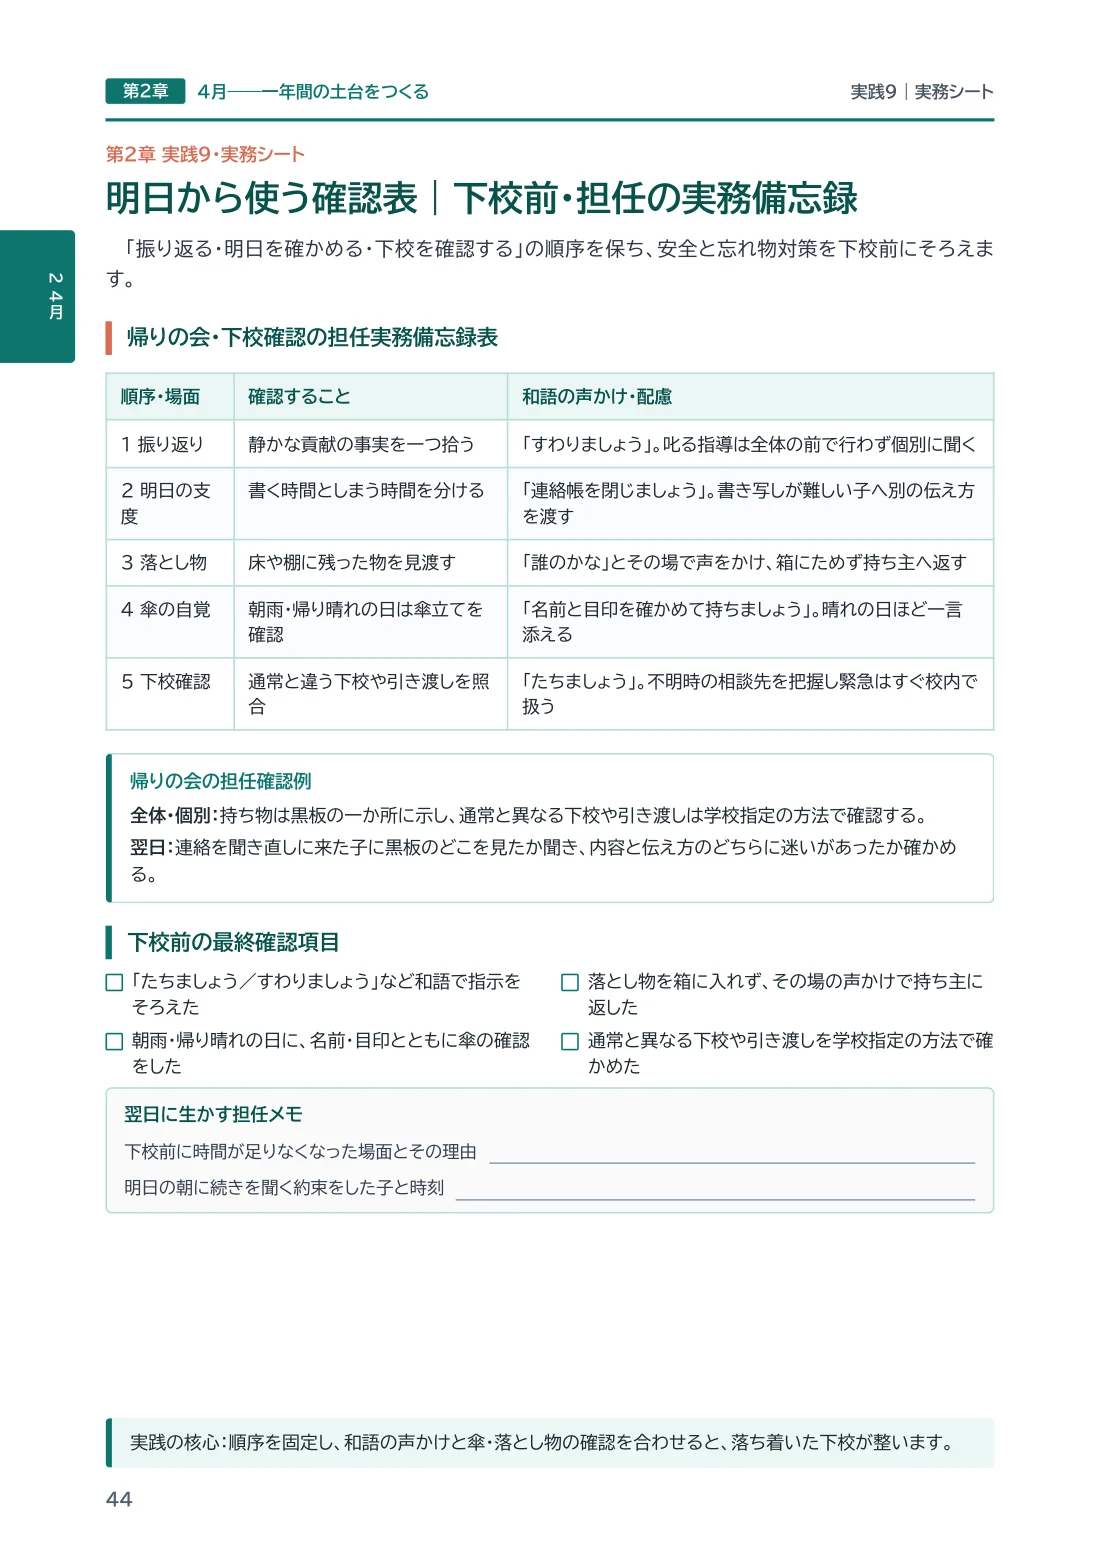 第2章 4月――一年間の土台をつくる 実践9｜実務シート
第2章 実践9・実務シート
明日から使う確認表｜下校前・担任の実務備忘録
「振り返る・明日を確かめる・下校を確認する」の順序を保ち、安全と忘れ物対策を下校前にそろえま
す。
2 4月
帰りの会・下校確認の担任実務備忘録表
順序・場面 確認すること 和語の声かけ・配慮
1 振り返り 静かな貢献の事実を一つ拾う 「すわりましょう」。叱る指導は全体の前で行わず個別に聞く
2 明日の支 書く時間としまう時間を分ける 「連絡帳を閉じましょう」。書き写しが難しい子へ別の伝え方
度 を渡す
3 落とし物 床や棚に残った物を見渡す 「誰のかな」とその場で声をかけ、箱にためず持ち主へ返す
4 傘の自覚 朝雨・帰り晴れの日は傘立てを 「名前と目印を確かめて持ちましょう」。晴れの日ほど一言
確認 添える
5 下校確認 通常と違う下校や引き渡しを照 「たちましょう」。不明時の相談先を把握し緊急はすぐ校内で
合 扱う
帰りの会の担任確認例
全体・個別：持ち物は黒板の一か所に示し、通常と異なる下校や引き渡しは学校指定の方法で確認する。
翌日：連絡を聞き直しに来た子に黒板のどこを見たか聞き、内容と伝え方のどちらに迷いがあったか確かめ
る。
下校前の最終確認項目
「たちましょう／すわりましょう」など和語で指示を
そろえた
落とし物を箱に入れず、その場の声かけで持ち主に
返した
朝雨・帰り晴れの日に、名前・目印とともに傘の確認
をした
通常と異なる下校や引き渡しを学校指定の方法で確
かめた
翌日に生かす担任メモ
下校前に時間が足りなくなった場面とその理由
明日の朝に続きを聞く約束をした子と時刻
実践の核心：順序を固定し、和語の声かけと傘・落とし物の確認を合わせると、落ち着いた下校が整います。
44